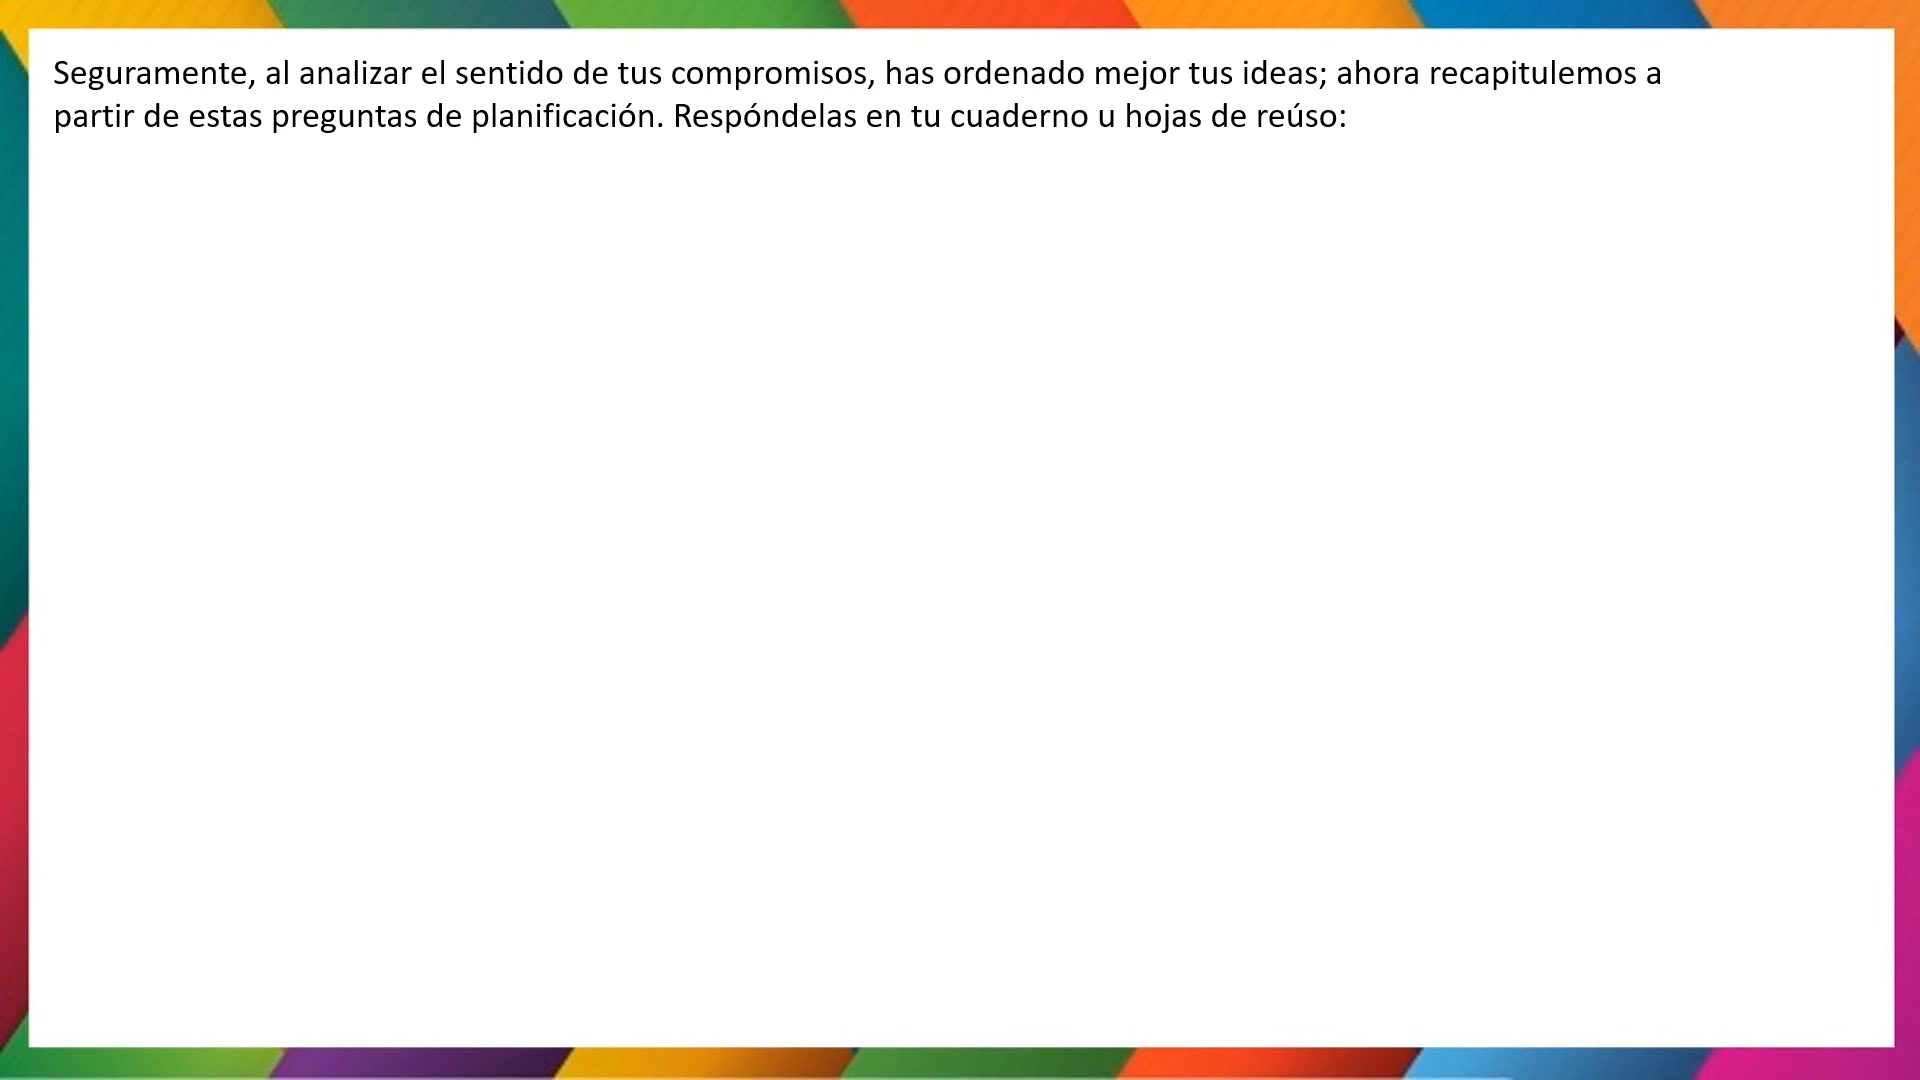 Seguramente, al analizar el sentido de tus compromisos, has ordenado mejor tus ideas; ahora recapitulemos a
partir de estas preguntas de planificación. Respóndelas en tu cuaderno u hojas de reúso: